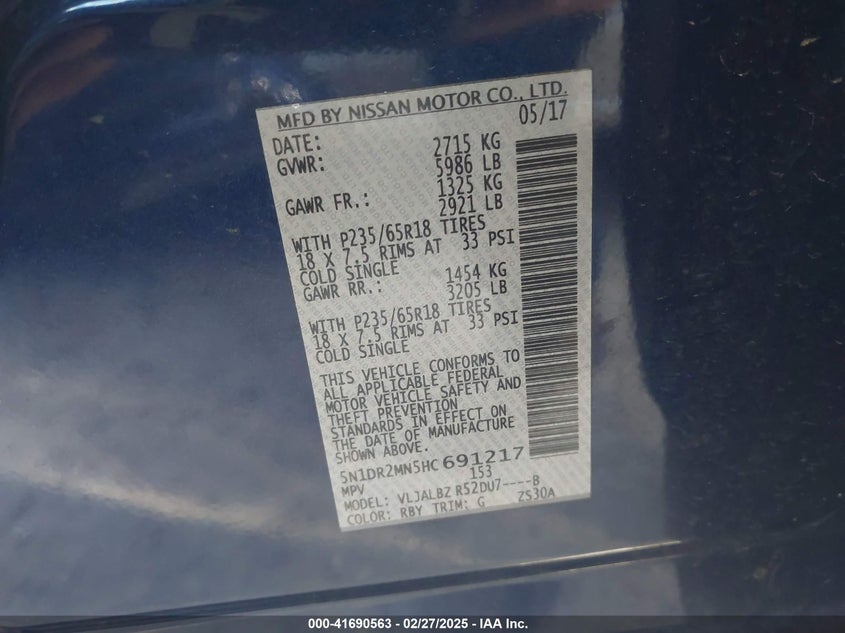 MFD BY NISSAN MOTOR CO., LTD.
DATE: 05/17
GVWR: 2715 KG
5986 LB
GAWR FR.: 1325 KG
2921 LB
WITH P235/65R18 TIRES
18 X 7.5 RIMS AT 33 PSI
COLD SINGLE
GAWR RR.: 1454 KG
3205 LB
WITH P235/65R18 TIRES
18 X 7.5 RIMS AT 33 PSI
COLD SINGLE
THIS VEHICLE CONFORMS TO
ALL APPLICABLE FEDERAL
MOTOR VEHICLE SAFETY AND
THEFT PREVENTION
STANDARDS IN EFFECT ON
THE DATE OF MANUFACTURE
SHOWN ABOVE.
5N1DR2MN5HC691217
MPV 153
MODEL: VLJALBZ R52DU7----B
COLOR: RBY TRIM: G ZS30A
000-41690563 - 02/27/2025 - IAA Inc.